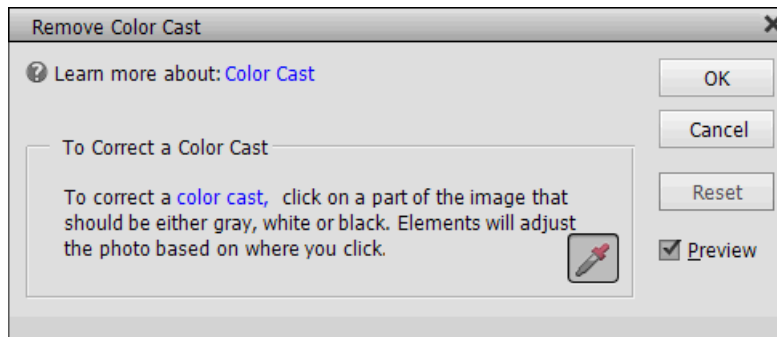 Remove Color Cast
Learn more about: Color Cast
OK
Cancel
To Correct a Color Cast
To correct a color cast, click on a part of the image that
should be either gray, white or black. Elements will adjust
the photo based on where you click.
Reset
Preview